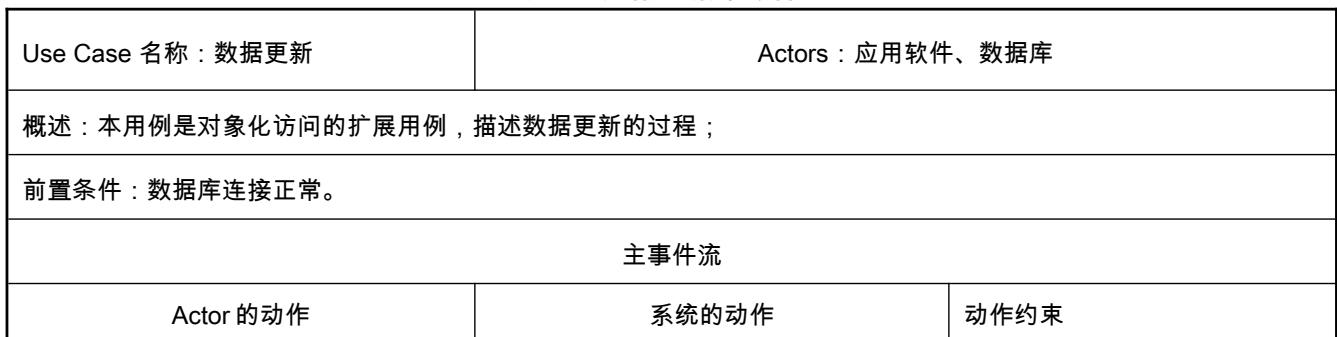 Use Case 名称：数据更新
Actors：应用软件、数据库
概述：本用例是对象化访问的扩展用例，描述数据更新的过程；
前置条件：数据库连接正常。
主事件流
Actor 的动作
系统的动作
动作约束